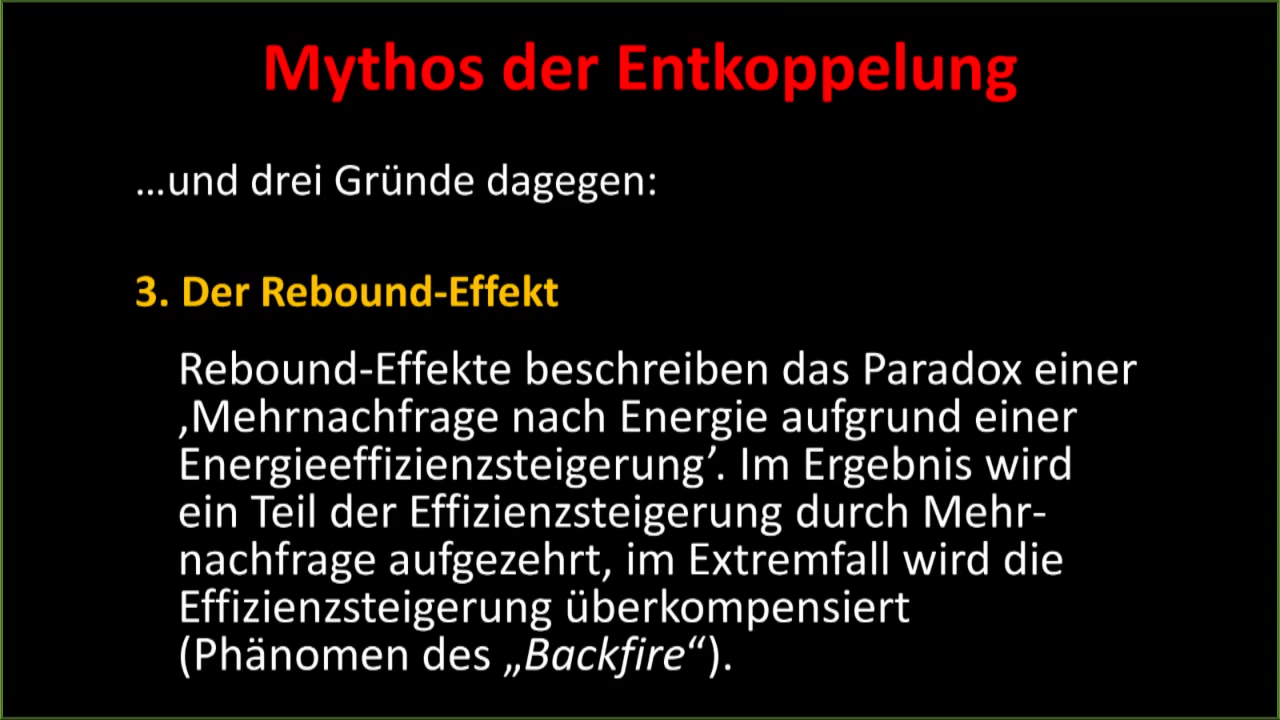 Mythos der Entkoppelung
…und drei Gründe dagegen:
3. Der Rebound-Effekt
Rebound-Effekte beschreiben das Paradox einer
‚Mehrnachfrage nach Energie aufgrund einer
Energieeffizienzsteigerung’. Im Ergebnis wird
ein Teil der Effizienzsteigerung durch Mehr-
nachfrage aufgezehrt, im Extremfall wird die
Effizienzsteigerung überkompensiert
(Phänomen des „Backfire“).